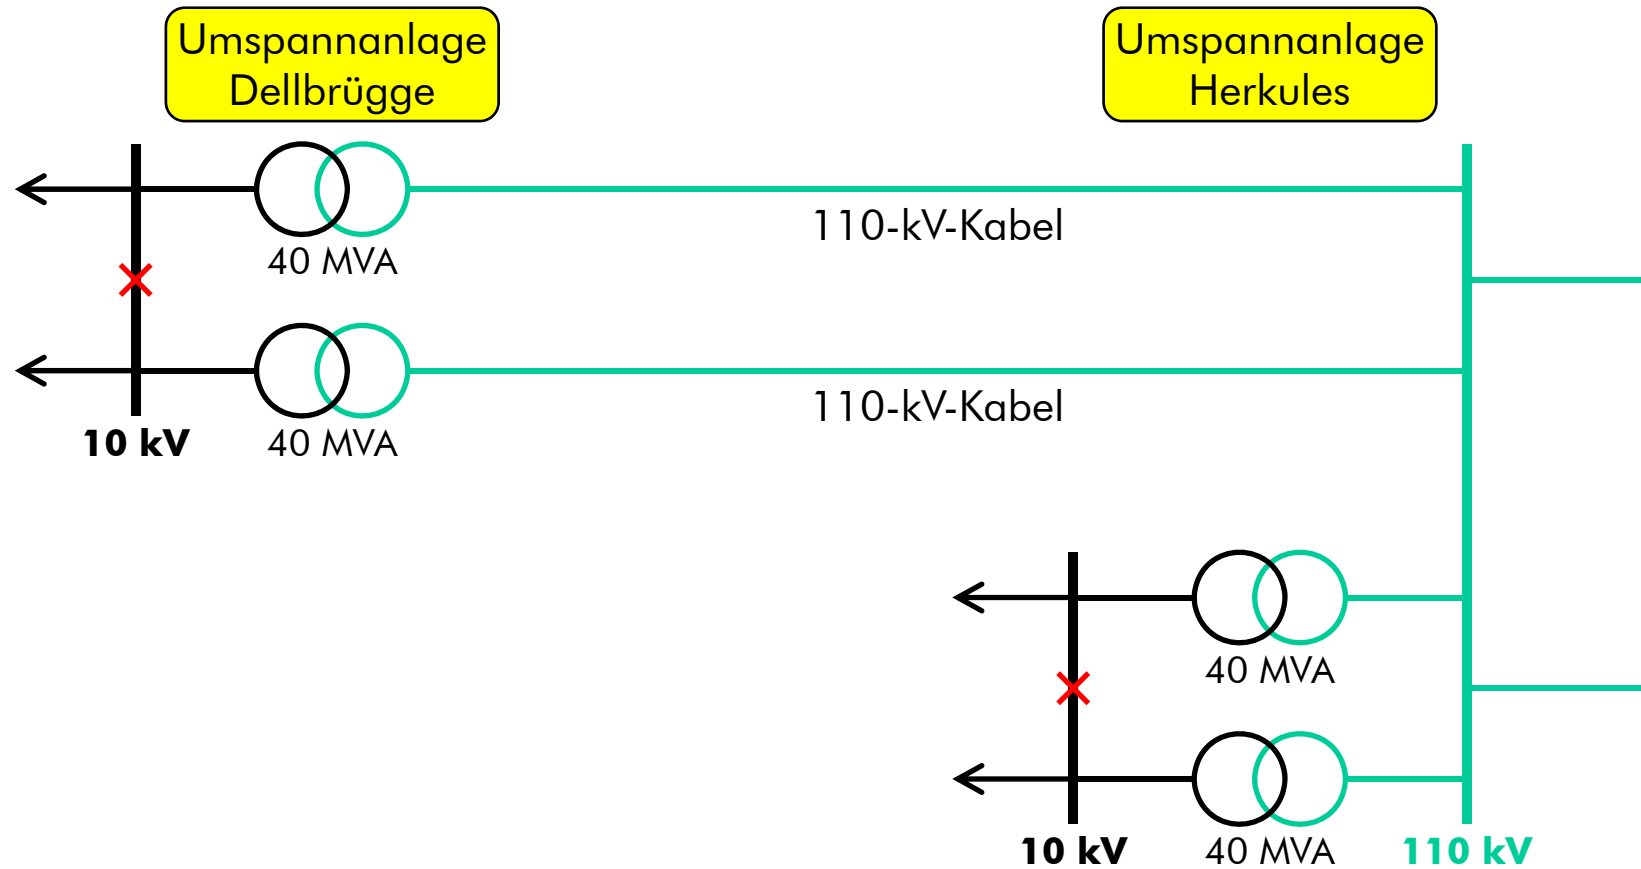 Umspannanlage
Dellbrügge
Umspannanlage
Herkules
110-kV-Kabel
40 MVA
110-kV-Kabel
10 kV
40 MVA
40 MVA
10 kV
40 MVA
110 kV